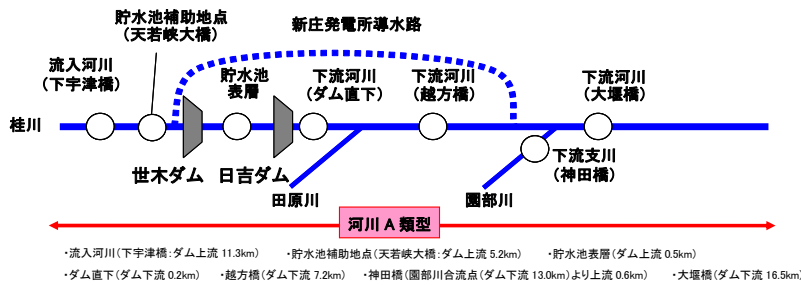 貯水池補助地点
(天若峡大橋)
新庄発電所導水路
流入河川
(下宇津橋)
貯水池
表層
下流河川
(ダム直下)
下流河川
(越方橋)
下流河川
(大堰橋)
桂川
世木ダム
日吉ダム
下流支川
(神田橋)
田原川
園部川
河川 A 類型
・流入河川(下宇津橋:ダム上流 11.3km) ・貯水池補助地点(天若峡大橋:ダム上流 5.2km) ・貯水池表層(ダム上流 0.5km)
・ダム直下(ダム下流 0.2km) ・越方橋(ダム下流 7.2km) ・神田橋(園部川合流点(ダム下流 13.0km)より上流 0.6km) ・大堰橋(ダム下流 16.5km)